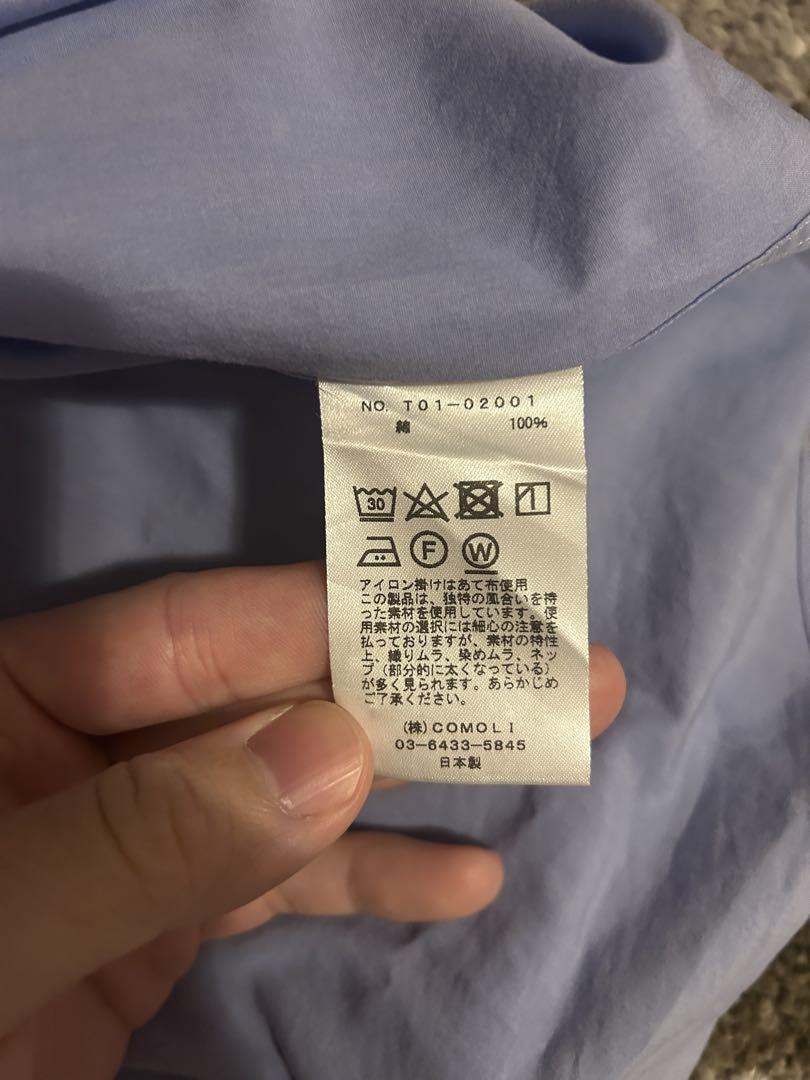 NO. T01-02001
綿 100%
30
F W
アイロン掛けはあて布使用
この製品は、独特の風合いを持
った素材を使用しています。使
用素材の選択には細心の注意を
払っておりますが、素材の特性
上、織りムラ、染めムラ、ネッ
プ（部分的に太くなっている）
が多く見られます。あらかじめ
ご了承ください。
(株)COMOLI
03-6433-5845
日本製